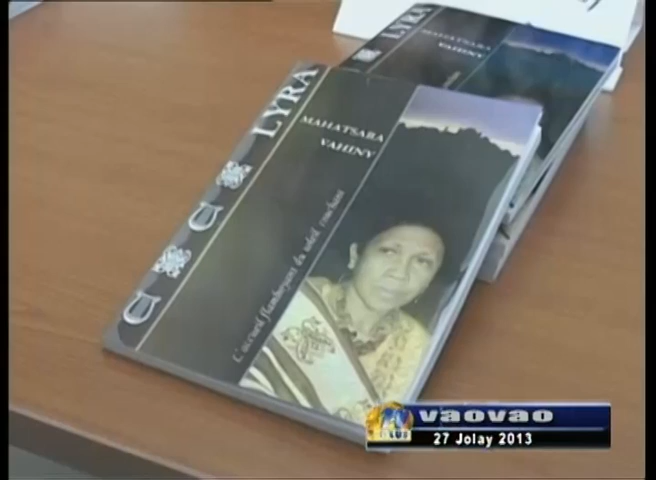 LYRA
MAHATSARA
VAHINY
L'accueil flamboyant du soleil couchant
LYRA
MAHATSARA
VAHINY
vaovao
27 Jolay 2013